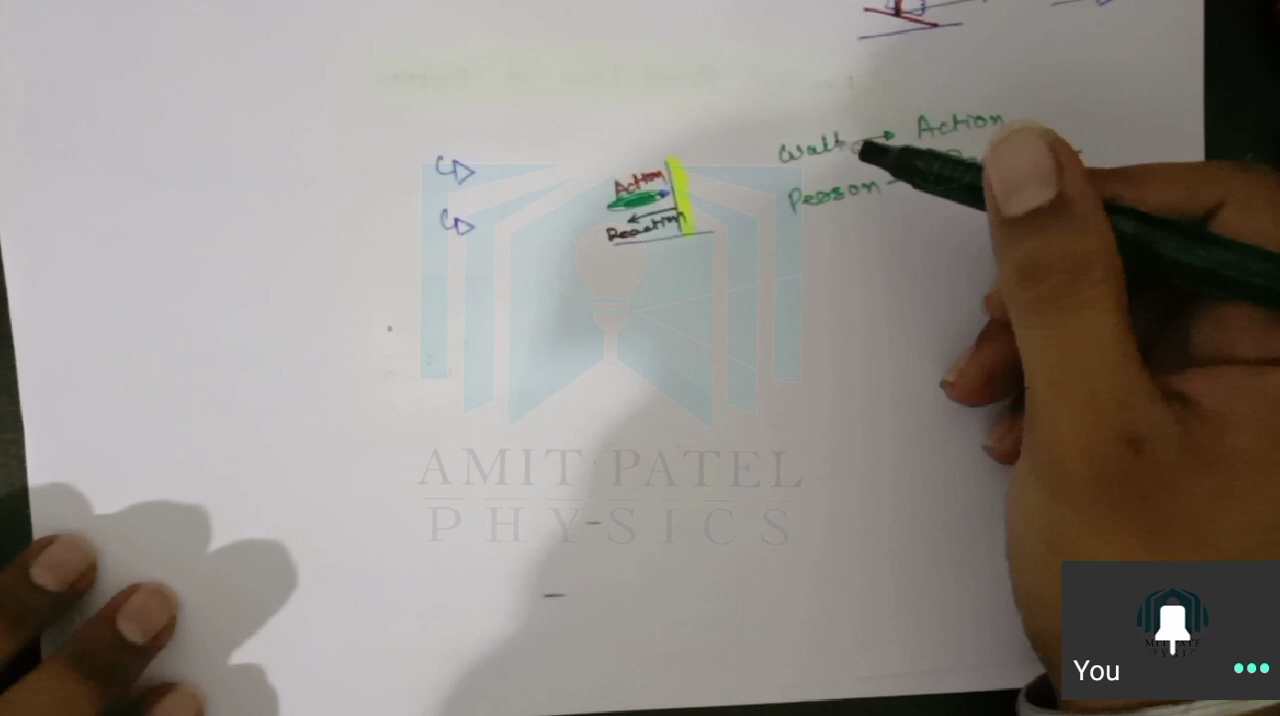 Wall → Action
Person
Action
Reaction
AMIT PATEL
PHYSICS
You